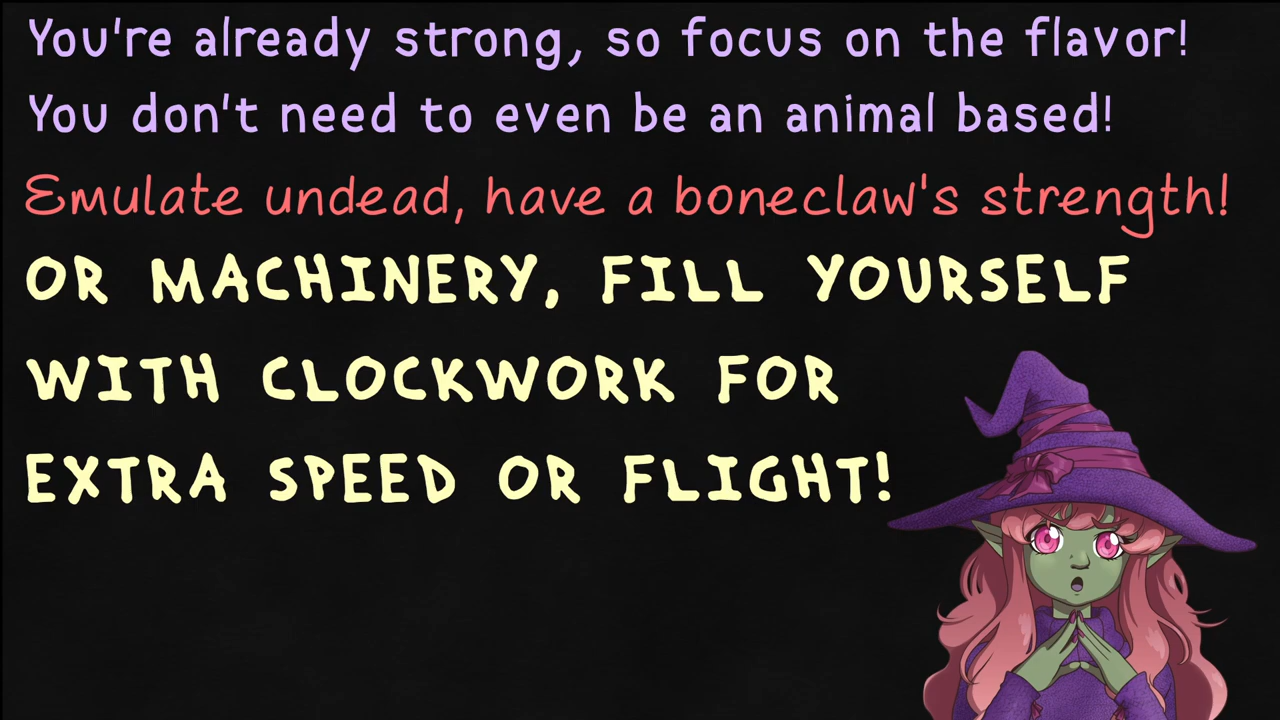 You're already strong, so focus on the flavor!
You don't need to even be an animal based!
Emulate undead, have a boneclaw's strength!
OR MACHINERY, FILL YOURSELF
WITH CLOCKWORK FOR
EXTRA SPEED OR FLIGHT!